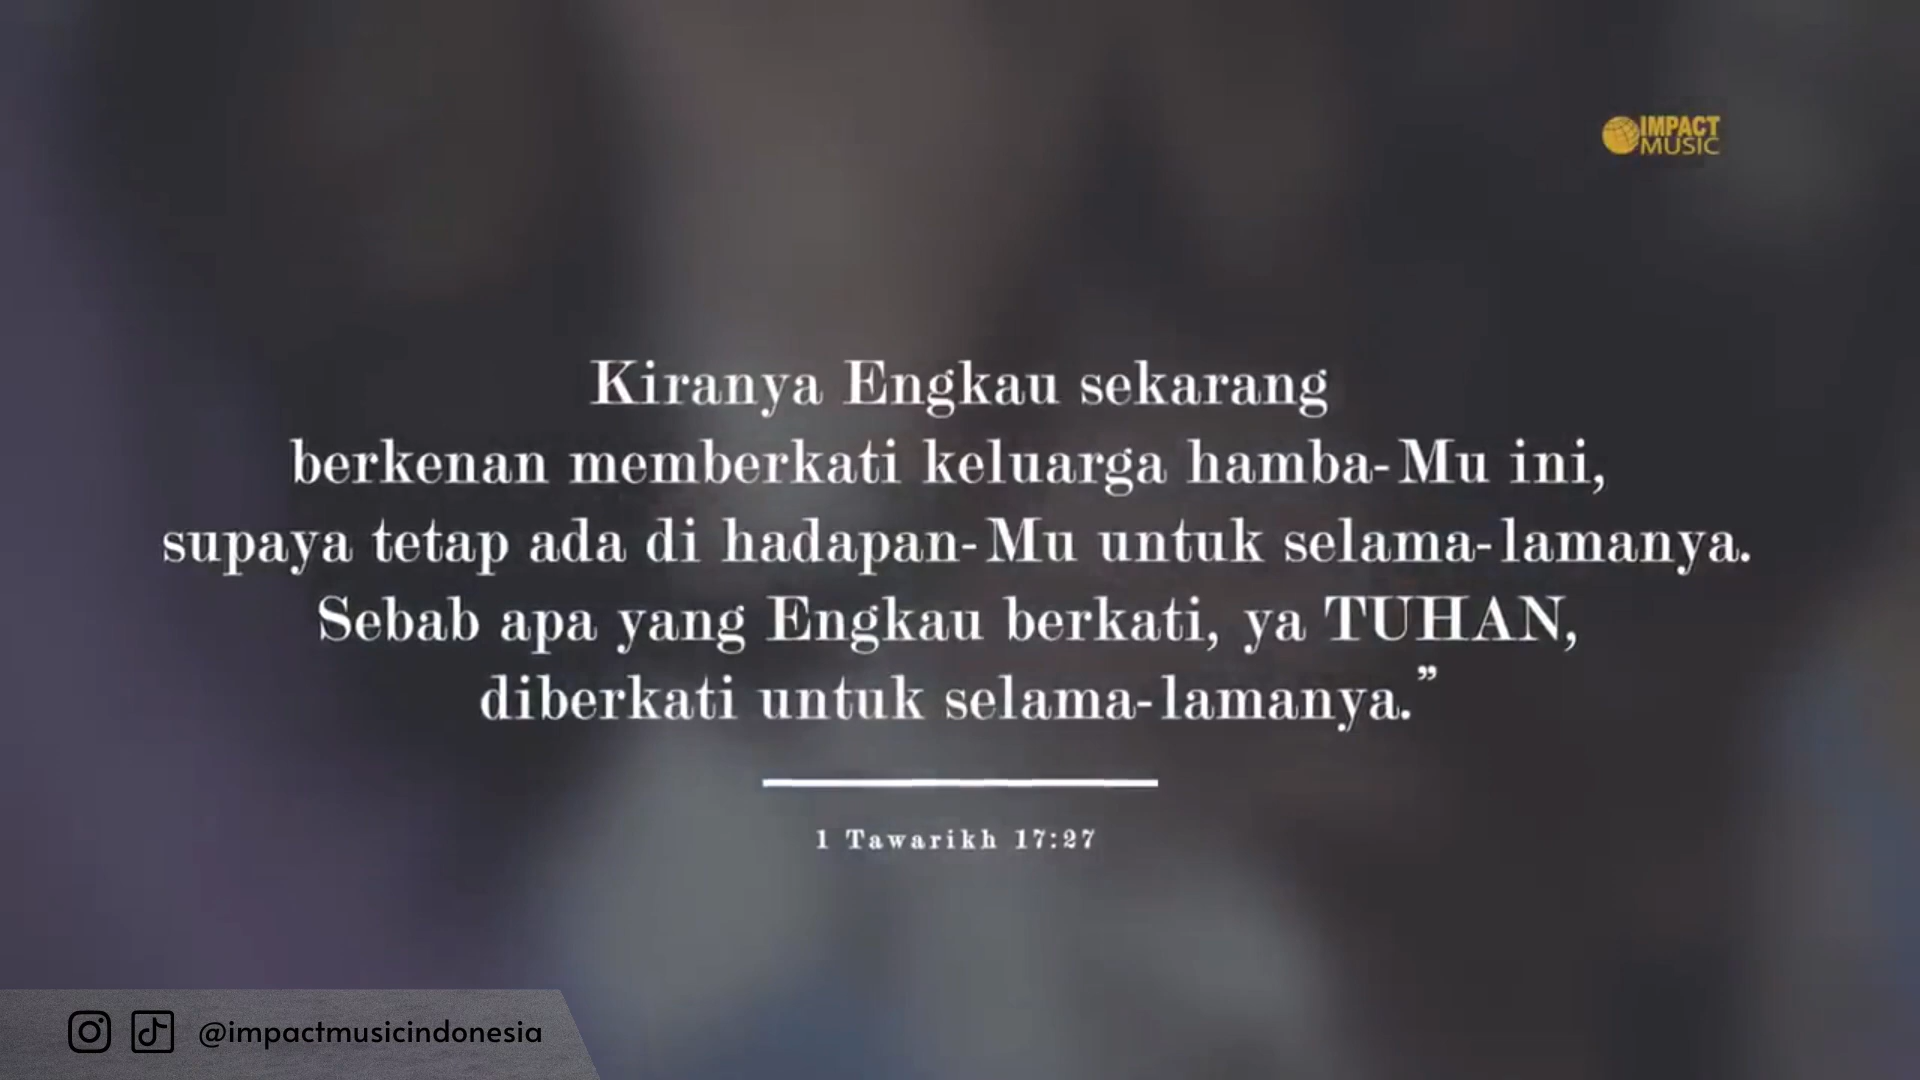 IMPACT
MUSIC
Kiranya Engkau sekarang
berkenan memberkati keluarga hamba-Mu ini,
supaya tetap ada di hadapan-Mu untuk selama-lamanya.
Sebab apa yang Engkau berkati, ya TUHAN,
diberkati untuk selama-lamanya.”
1 Tawarikh 17:27
@impactmusicindonesia